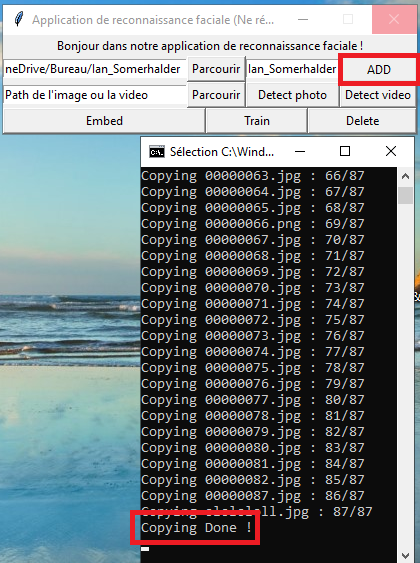 Application de reconnaissance faciale (Ne ré...
Bonjour dans notre application de reconnaissance faciale !
neDrive/Bureau/Ian_Somerhalder Parcourir Ian_Somerhalder ADD
Path de l'image ou la video Parcourir Detect photo Detect video
Embed Train Delete
Sélection C:\Wind...
Copying 00000063.jpg : 66/87
Copying 00000064.jpg : 67/87
Copying 00000065.jpg : 68/87
Copying 00000066.png : 69/87
Copying 00000067.jpg : 70/87
Copying 00000068.jpg : 71/87
Copying 00000069.jpg : 72/87
Copying 00000070.jpg : 73/87
Copying 00000071.jpg : 74/87
Copying 00000072.jpg : 75/87
Copying 00000073.jpg : 76/87
Copying 00000074.jpg : 77/87
Copying 00000075.jpg : 78/87
Copying 00000076.jpg : 79/87
Copying 00000077.jpg : 80/87
Copying 00000078.jpg : 81/87
Copying 00000079.jpg : 82/87
Copying 00000080.jpg : 83/87
Copying 00000081.jpg : 84/87
Copying 00000082.jpg : 85/87
Copying 00000087.jpg : 86/87
: 87/87
Copying Done !